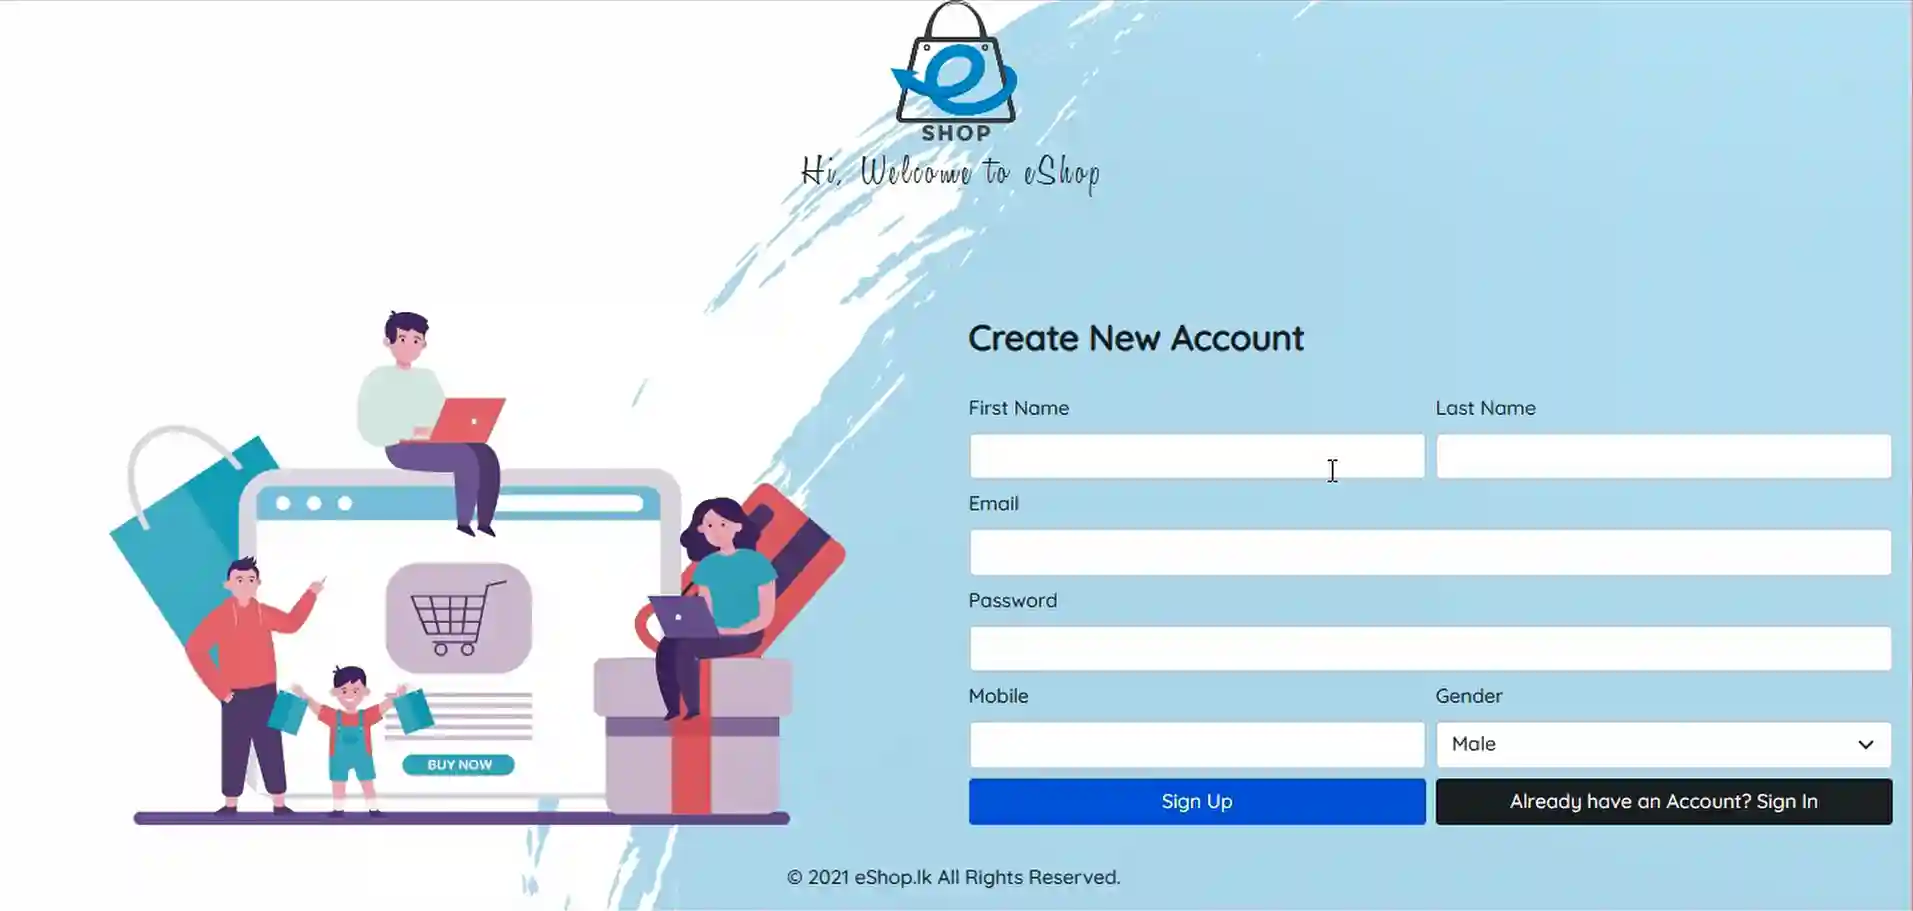 SHOP
Hi, Welcome to eShop
Create New Account
First Name
Last Name
Email
Password
Mobile
Gender
Male
BUY NOW
Sign Up
Already have an Account? Sign In
© 2021 eShop.lk All Rights Reserved.